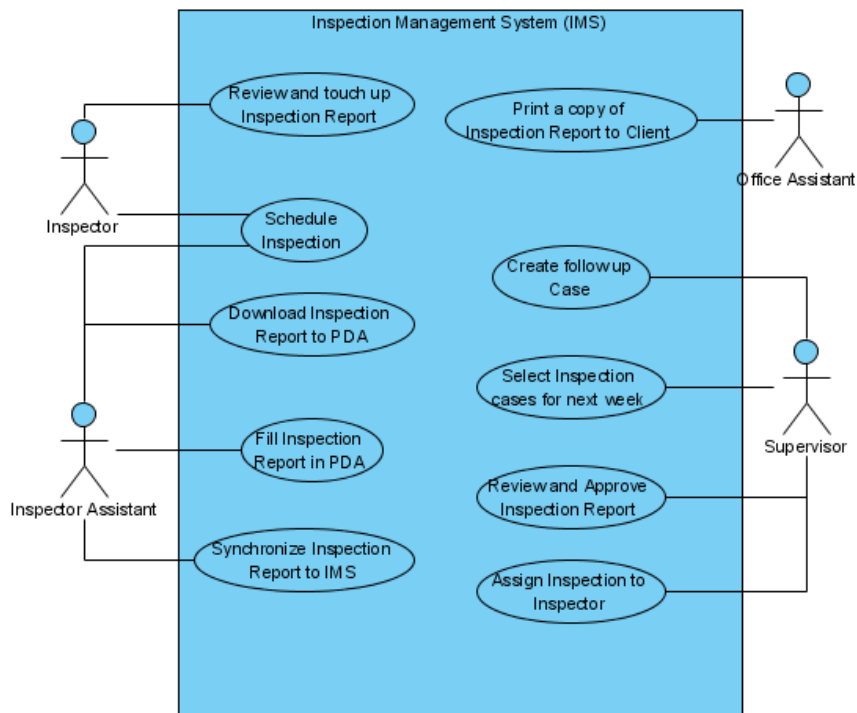 Inspection Management System (IMS)
Review and touch up
Inspection Report
Print a copy of
Inspection Report to Client
Office Assistant
Inspector
Schedule
Inspection
Create follow up
Case
Download Inspection
Report to PDA
Select Inspection
cases for next week
Supervisor
Fill Inspection
Report in PDA
Inspector Assistant
Review and Approve
Inspection Report
Synchronize Inspection
Report to IMS
Assign Inspection to
Inspector